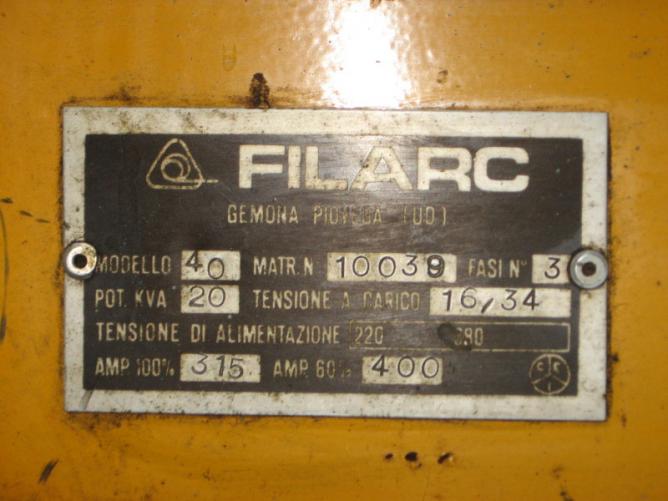 FILARC
GEMONA PIOVEGA (UD)
MODELLO 40 MATR. N 10039 FASI N° 3
POT. KVA 20 TENSIONE A CARICO 16,34
TENSIONE DI ALIMENTAZIONE 220 380
AMP. 100% 315 AMP. 60% 400
C E I